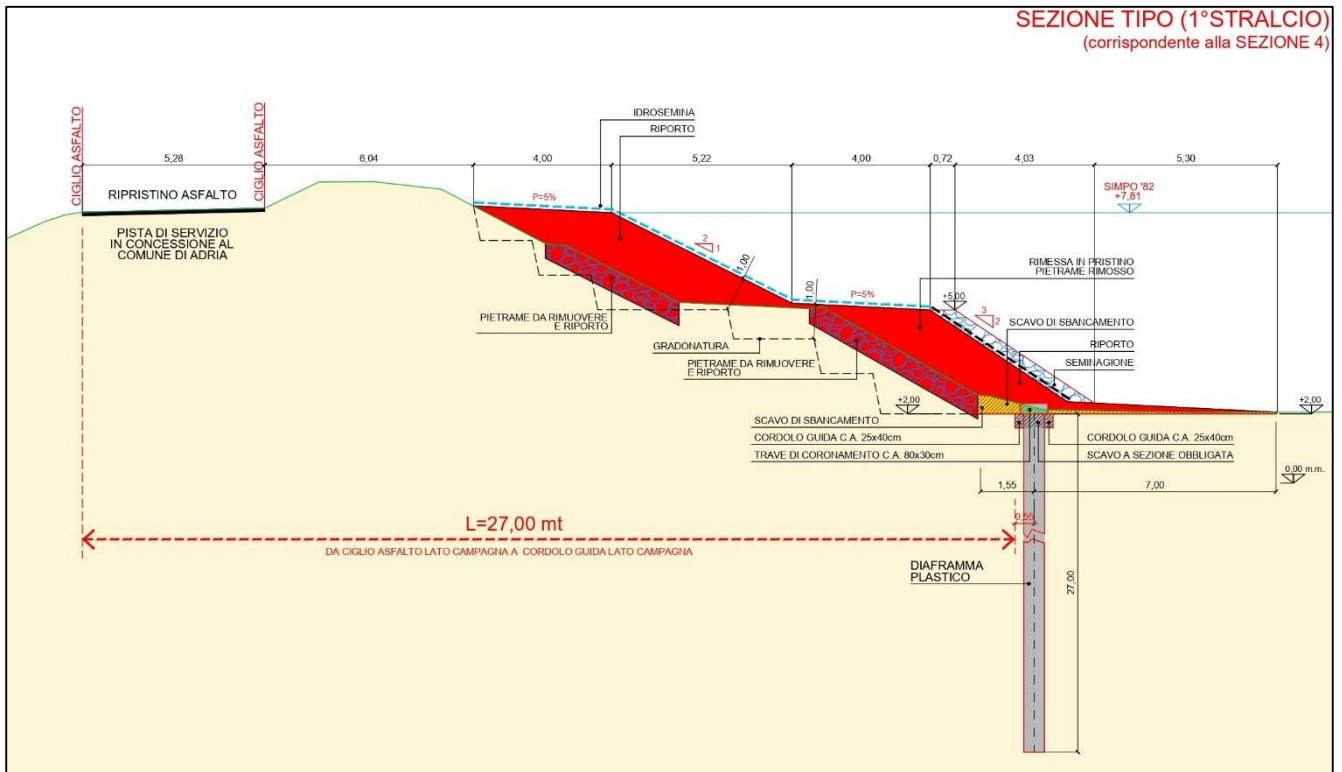 SEZIONE TIPO (1°STRALCIO)
(corrispondente alla SEZIONE 4)
CIGLIO ASFALTO
CIGLIO ASFALTO
IDROSEMINA
RIPORTO
5,28
6,04
4,00
5,22
4,00
0,72
4,03
5,30
RIPRISTINO ASFALTO
P=5%
SIMPO '82
+7,81
PISTA DI SERVIZIO
IN CONCESSIONE AL
COMUNE DI ADRIA
2
1
1,00
RIMESSA IN PRISTINO
PIETRAME RIMOSSO
1,00
P=5%
+5,00
3
2
PIETRAME DA RIMUOVERE
E RIPORTO
SCAVO DI SBANCAMENTO
GRADONATURA
RIPORTO
PIETRAME DA RIMUOVERE
E RIPORTO
SEMINAGIONE
+2,00
+2,00
SCAVO DI SBANCAMENTO
CORDOLO GUIDA C.A. 25x40cm
CORDOLO GUIDA C.A. 25x40cm
TRAVE DI CORONAMENTO C.A. 80x30cm
SCAVO A SEZIONE OBBLIGATA
0,00 m.m.
1,55
7,00
0,55
L=27,00 mt
DA CIGLIO ASFALTO LATO CAMPAGNA A CORDOLO GUIDA LATO CAMPAGNA
DIAFRAMMA
PLASTICO
27,00